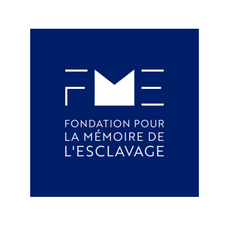 FME
FONDATION POUR
LA MÉMOIRE DE
L'ESCLAVAGE